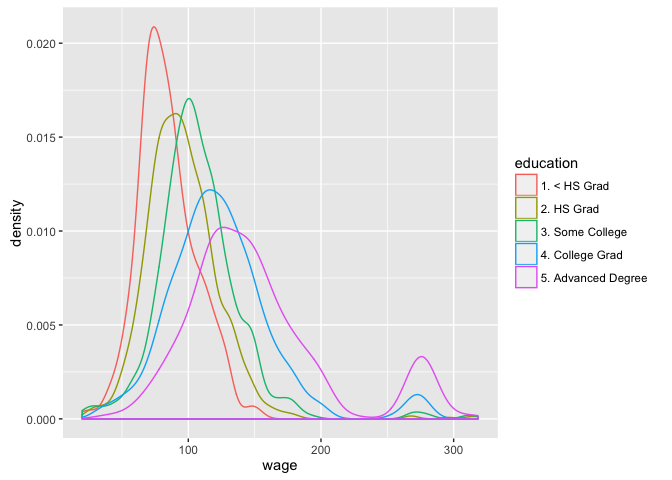 0.020
0.015
0.010
0.005
0.000
density
100
200
300
wage
education
1. < HS Grad
2. HS Grad
3. Some College
4. College Grad
5. Advanced Degree